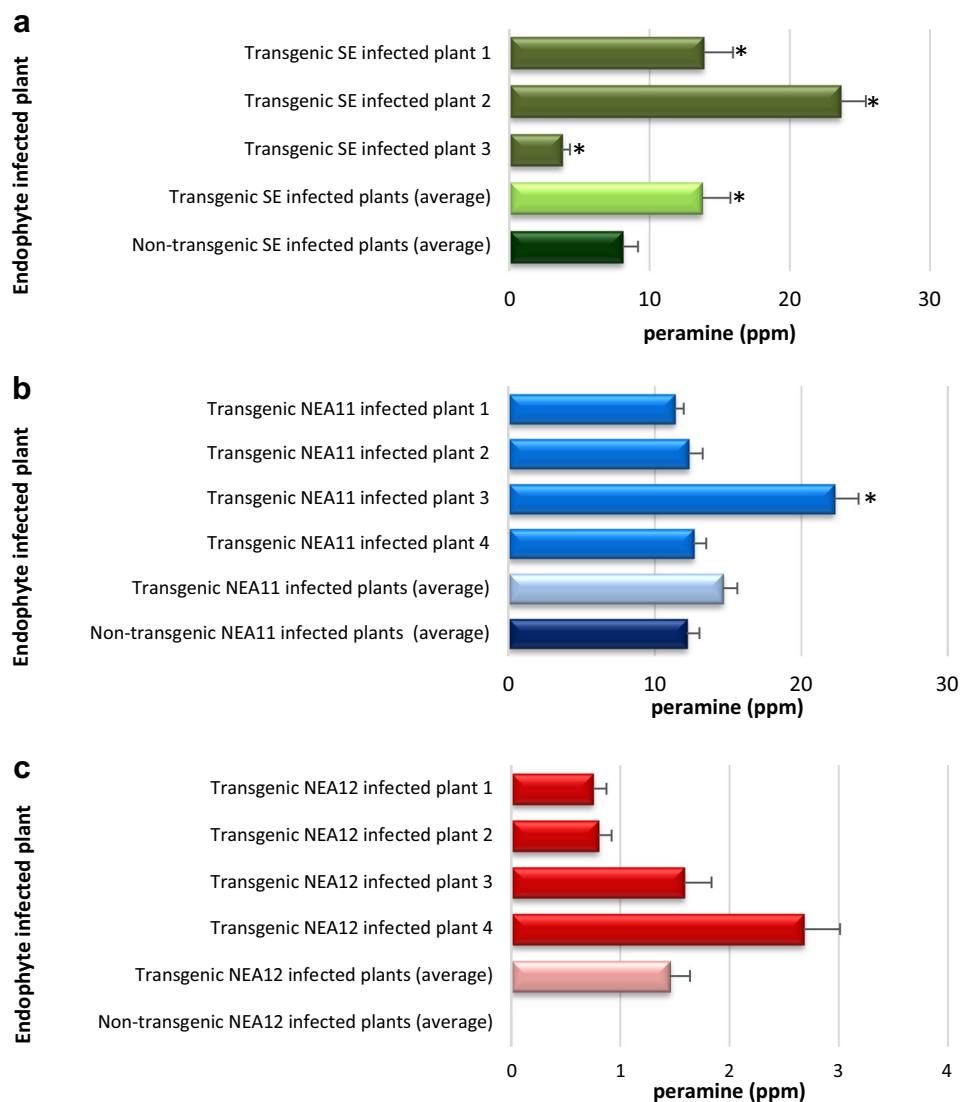 a
Endophyte infected plant
Transgenic SE infected plant 1
*
Transgenic SE infected plant 2
*
Transgenic SE infected plant 3
*
Transgenic SE infected plants (average)
*
Non-transgenic SE infected plants (average)
0 10 20 30
peramine (ppm)
b
Endophyte infected plant
Transgenic NEA11 infected plant 1
Transgenic NEA11 infected plant 2
Transgenic NEA11 infected plant 3
*
Transgenic NEA11 infected plant 4
Transgenic NEA11 infected plants (average)
Non-transgenic NEA11 infected plants (average)
0 10 20 30
peramine (ppm)
c
Endophyte infected plant
Transgenic NEA12 infected plant 1
Transgenic NEA12 infected plant 2
Transgenic NEA12 infected plant 3
Transgenic NEA12 infected plant 4
Transgenic NEA12 infected plants (average)
Non-transgenic NEA12 infected plants (average)
0 1 2 3 4
peramine (ppm)